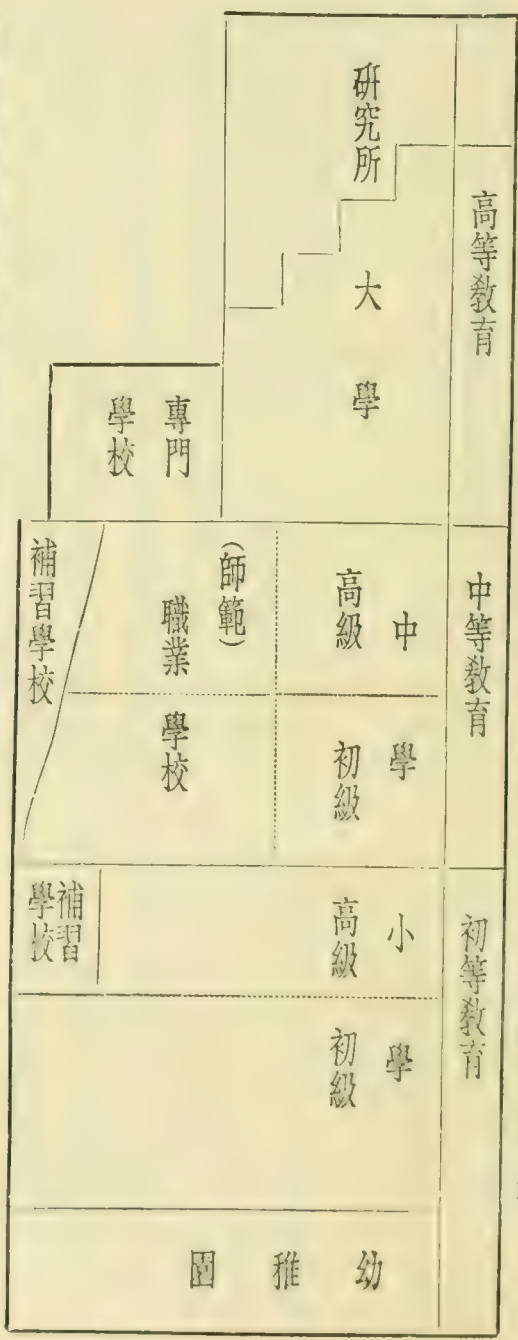 高等教育
中等教育
初等教育
研究所
大學
專門
學校
中學
高級
初級
(師範)
職業學校
補習學校
小學
高級
初級
補習
學校
幼稚園